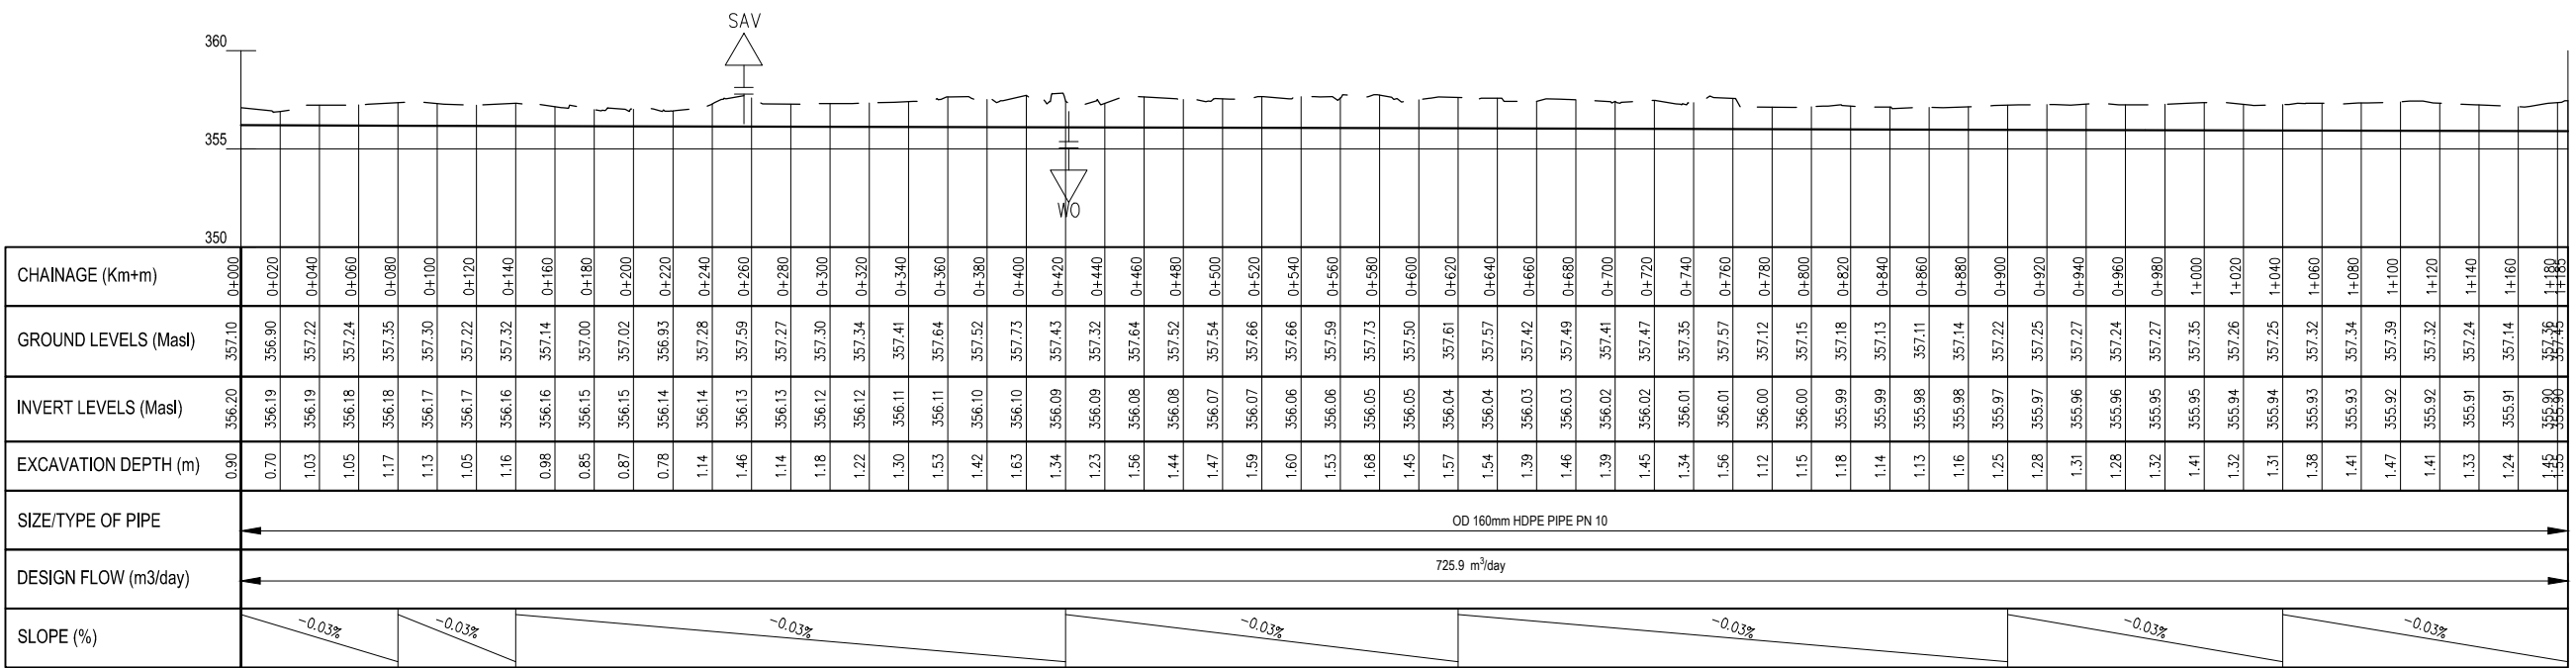 SAV
360
355
WO
350
CHAINAGE (Km+m) 0+000 0+020 0+040 0+060 0+080 0+100 0+120 0+140 0+160 0+180 0+200 0+220 0+240 0+260 0+280 0+300 0+320 0+340 0+360 0+380 0+400 0+420 0+440 0+460 0+480 0+500 0+520 0+540 0+560 0+580 0+600 0+620 0+640 0+660 0+680 0+700 0+720 0+740 0+760 0+780 0+800 0+820 0+840 0+860 0+880 0+900 0+920 0+940 0+960 0+980 1+000 1+020 1+040 1+060 1+080 1+100 1+120 1+140 1+160 1+180 1+185
GROUND LEVELS (Masl) 357.10 356.90 357.22 357.24 357.35 357.30 357.22 357.32 357.14 357.00 357.02 356.93 357.28 357.59 357.27 357.30 357.34 357.41 357.64 357.52 357.73 357.43 357.32 357.64 357.52 357.54 357.66 357.66 357.59 357.73 357.50 357.61 357.57 357.42 357.49 357.41 357.47 357.35 357.57 357.12 357.15 357.18 357.13 357.11 357.14 357.22 357.25 357.27 357.24 357.27 357.35 357.26 357.25 357.32 357.34 357.39 357.32 357.24 357.14 357.36 357.45
INVERT LEVELS (Masl) 356.20 356.19 356.19 356.18 356.18 356.17 356.17 356.16 356.16 356.15 356.15 356.14 356.14 356.13 356.13 356.12 356.12 356.11 356.11 356.10 356.10 356.09 356.09 356.08 356.08 356.07 356.07 356.06 356.06 356.05 356.05 356.04 356.04 356.03 356.03 356.02 356.02 356.01 356.01 356.00 356.00 355.99 355.99 355.98 355.98 355.97 355.97 355.96 355.96 355.95 355.95 355.94 355.94 355.93 355.93 355.92 355.92 355.91 355.91 355.90 355.90
EXCAVATION DEPTH (m) 0.90 0.70 1.03 1.05 1.17 1.13 1.05 1.16 0.98 0.85 0.87 0.78 1.14 1.46 1.14 1.18 1.22 1.30 1.53 1.42 1.63 1.34 1.23 1.56 1.44 1.47 1.59 1.60 1.53 1.68 1.45 1.57 1.54 1.39 1.46 1.39 1.45 1.34 1.56 1.12 1.15 1.18 1.14 1.13 1.16 1.25 1.28 1.31 1.28 1.32 1.41 1.32 1.31 1.38 1.41 1.47 1.41 1.33 1.24 1.45 1.55
SIZE/TYPE OF PIPE OD 160mm HDPE PIPE PN 10
DESIGN FLOW (m3/day) 725.9 m³/day
SLOPE (%) -0.03% -0.03% -0.03% -0.03% -0.03% -0.03% -0.03%